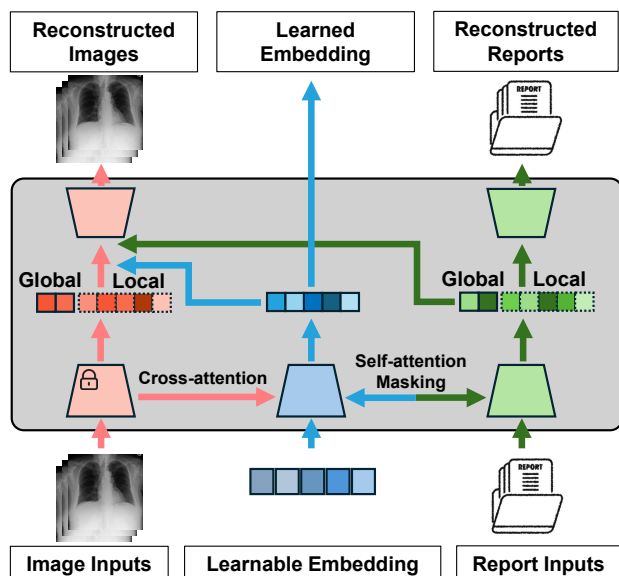 Reconstructed
Images
Learned
Embedding
Reconstructed
Reports
REPORT
Global
Local
Global
Local
Cross-attention
Self-attention
Masking
REPORT
Image Inputs
Learnable Embedding
Report Inputs